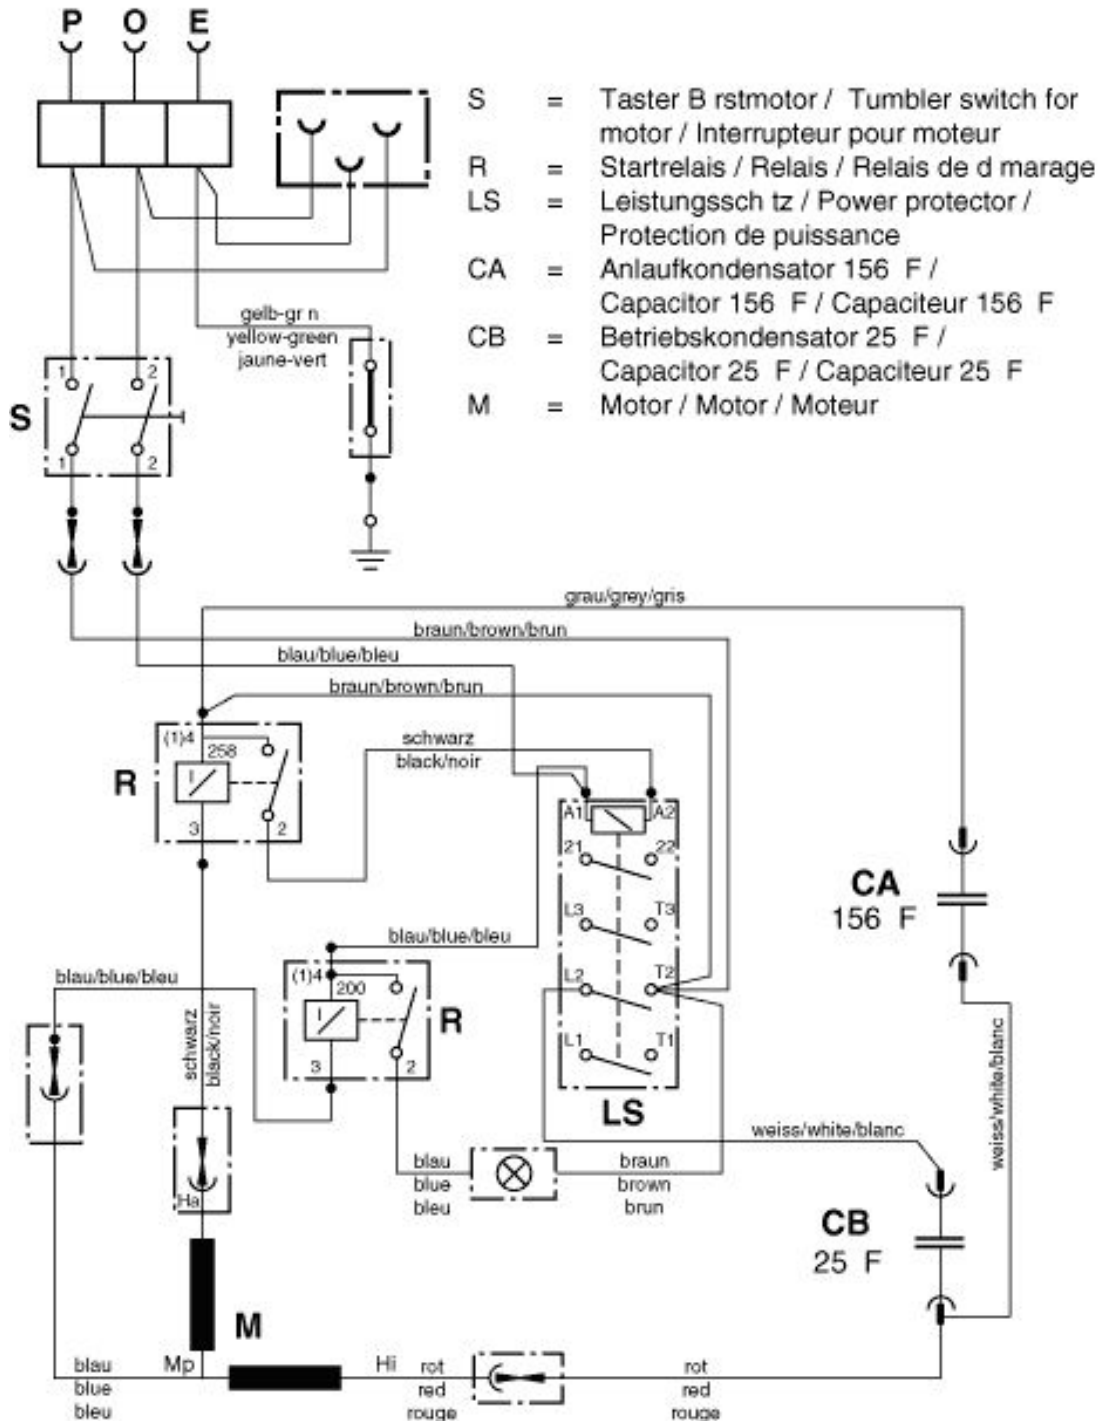 P O E
S = Taster B rstmotor / Tumbler switch for
motor / Interrupteur pour moteur
R = Startrelais / Relais / Relais de d marage
LS = Leistungssch tz / Power protector /
Protection de puissance
CA = Anlaufkondensator 156 F /
Capacitor 156 F / Capaciteur 156 F
CB = Betriebskondensator 25 F /
Capacitor 25 F / Capaciteur 25 F
M = Motor / Motor / Moteur
gelb-gr n
yellow-green
jaune-vert
1 2
S
1 2
grau/grey/gris
braun/brown/brun
blau/blue/bleu
braun/brown/brun
schwarz
black/noir
(1)4
258
R
3 2
A1 A2
21 22
L3 T3
L2 T2
L1 T1
LS
CA
156 F
blau/blue/bleu
blau/blue/bleu
(1)4
200
R
3 2
schwarz
black/noir
weiss/white/blanc
weiss/white/blanc
blau
blue
bleu
braun
brown
brun
Ha
CB
25 F
M
Mp
Hi
blau
blue
bleu
rot
red
rouge
rot
red
rouge